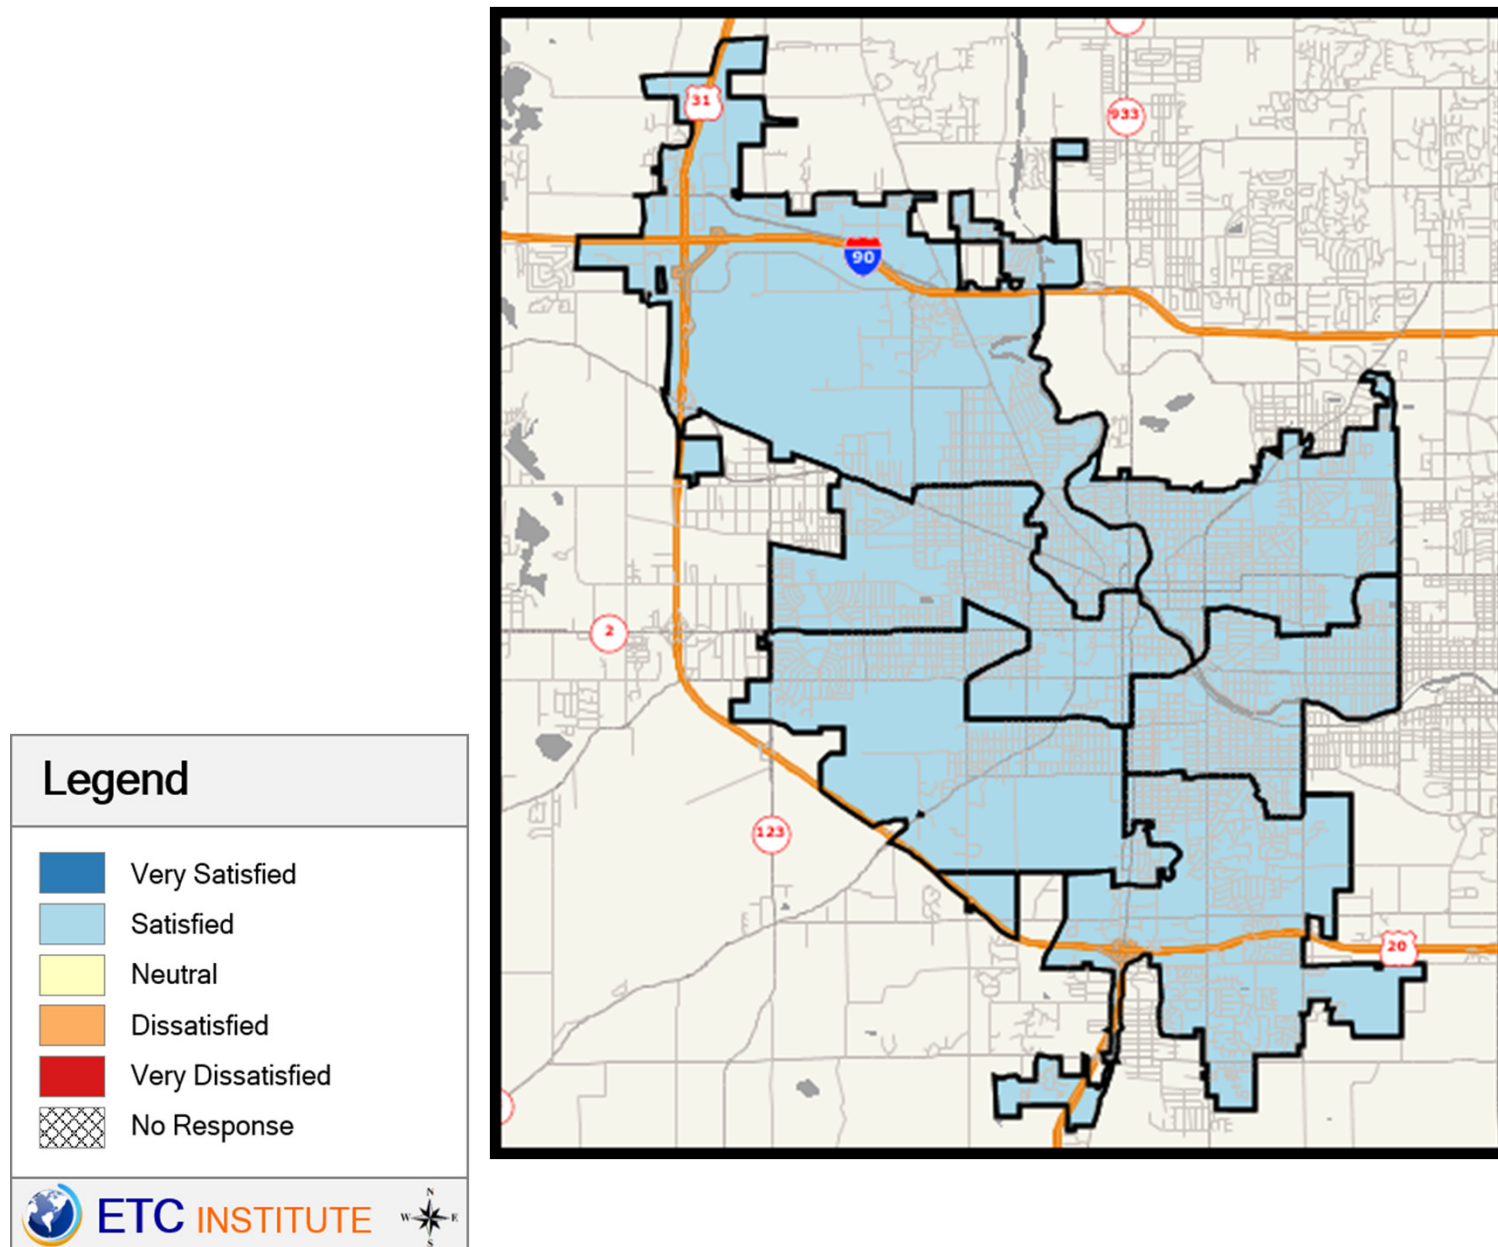 31
933
90
2
123
20
Legend
Very Satisfied
Satisfied
Neutral
Dissatisfied
Very Dissatisfied
No Response
ETC INSTITUTE
N
W E
S